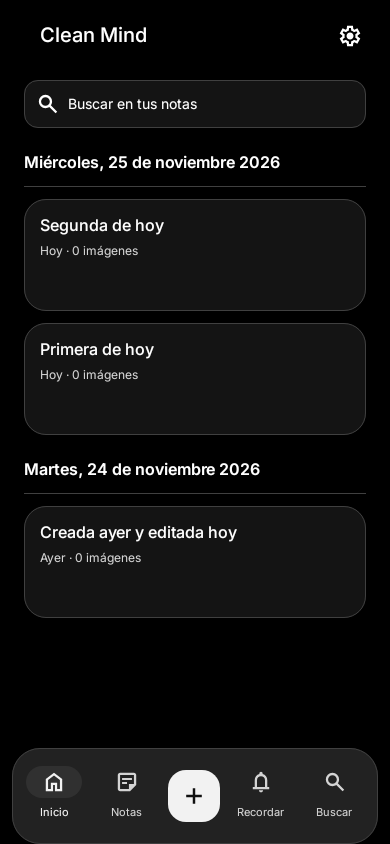 Clean Mind
Buscar en tus notas
Miércoles, 25 de noviembre 2026
Segunda de hoy
Hoy · 0 imágenes
Primera de hoy
Hoy · 0 imágenes
Martes, 24 de noviembre 2026
Creada ayer y editada hoy
Ayer · 0 imágenes
Inicio
Notas
Recordar
Buscar